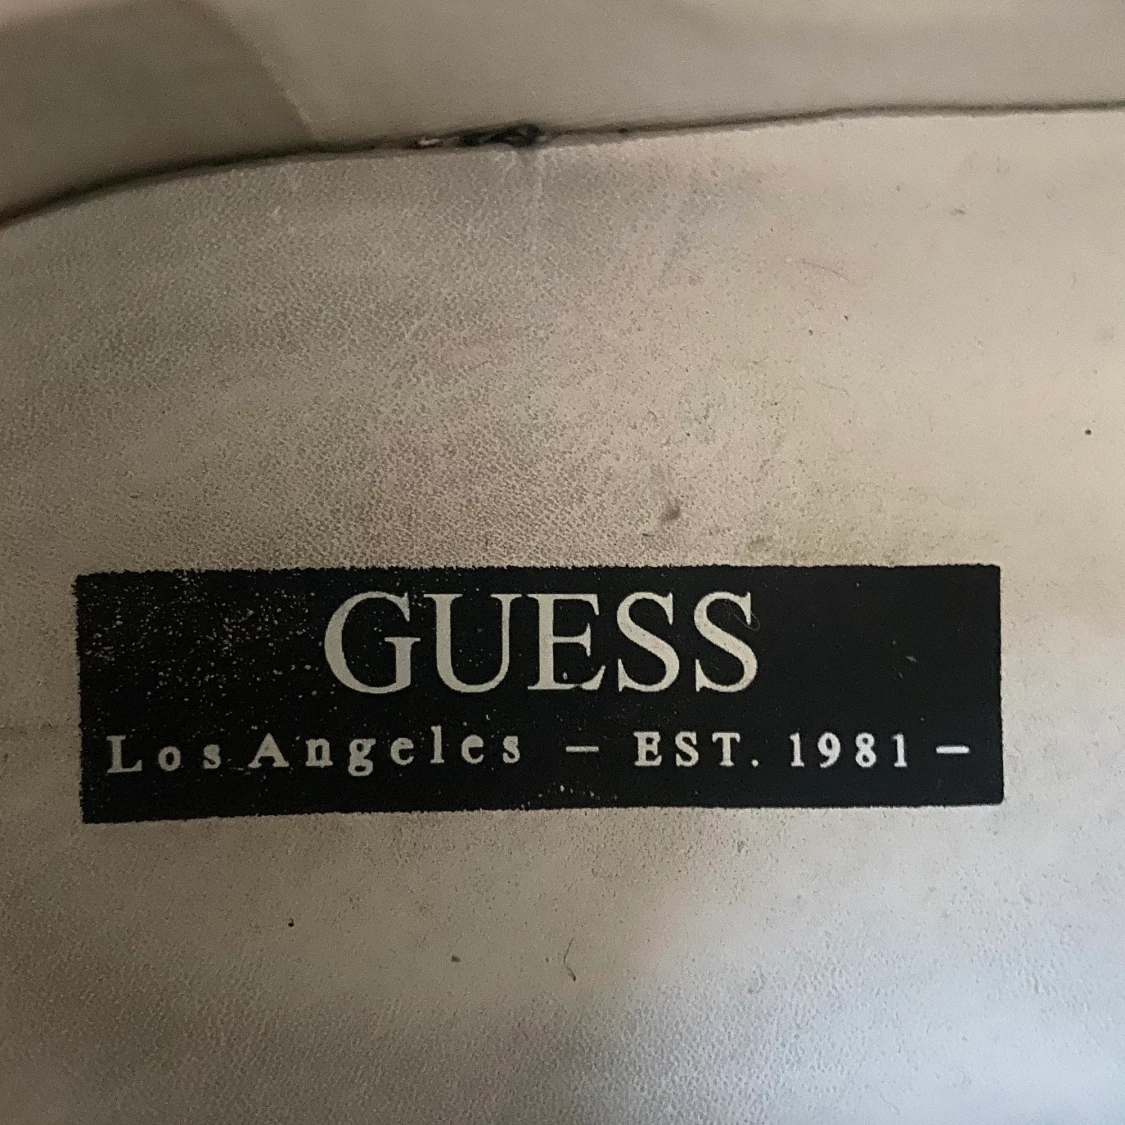 GUESS
Los Angeles — EST. 1981 —